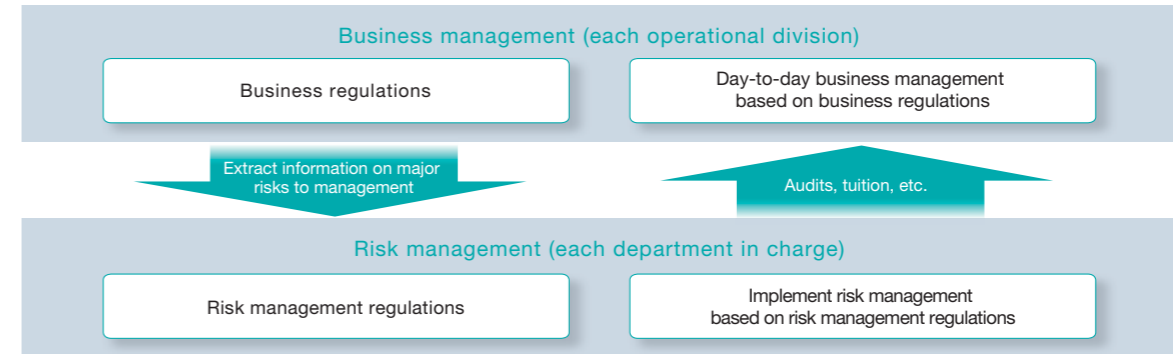 Business management (each operational division)
Business regulations
Day-to-day business management
based on business regulations
Extract information on major
risks to management
Audits, tuition, etc.
Risk management (each department in charge)
Risk management regulations
Implement risk management
based on risk management regulations